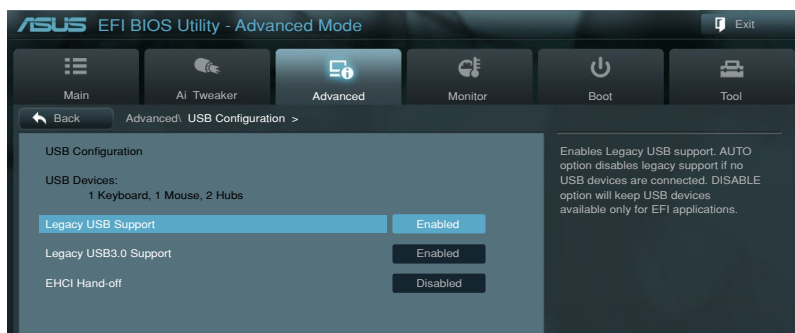 ASUS EFI BIOS Utility - Advanced Mode
Exit
Main
Ai Tweaker
Advanced
Monitor
Boot
Tool
Back
Advanced\ USB Configuration >
USB Configuration
USB Devices:
1 Keyboard, 1 Mouse, 2 Hubs
Legacy USB Support Enabled
Legacy USB3.0 Support Enabled
EHCI Hand-off Disabled
Enables Legacy USB support. AUTO
option disables legacy support if no
USB devices are connected. DISABLE
option will keep USB devices
available only for EFI applications.